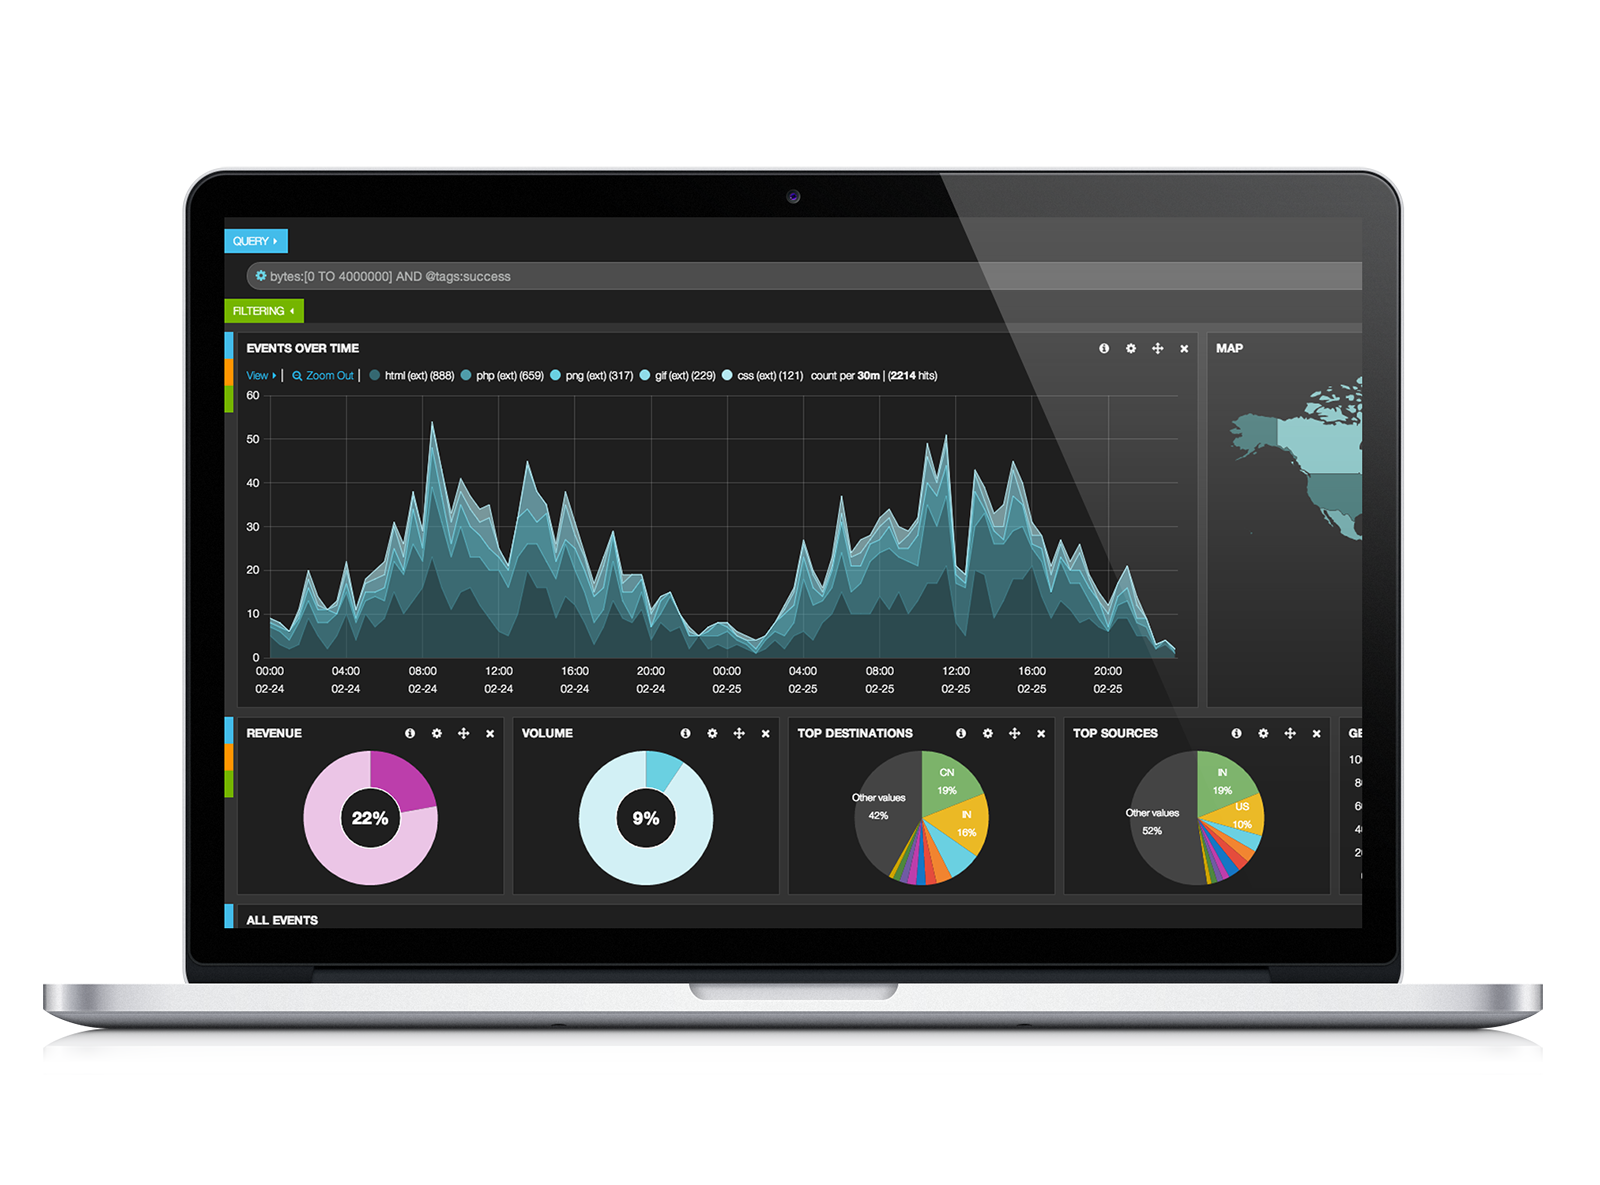 QUERY
bytes:[0 TO 4000000] AND @tags:success
FILTERING
EVENTS OVER TIME
MAP
View | Zoom Out | html (ext) (888) php (ext) (659) png (ext) (317) gif (ext) (229) css (ext) (121) count per 30m | (2214 hits)
60
50
40
30
20
10
0
00:00 04:00 08:00 12:00 16:00 20:00 00:00 04:00 08:00 12:00 16:00 20:00
02-24 02-24 02-24 02-24 02-24 02-24 02-25 02-25 02-25 02-25 02-25 02-25
REVENUE
22%
VOLUME
9%
TOP DESTINATIONS
CN
19%
IN
16%
Other values
42%
TOP SOURCES
IN
19%
US
10%
Other values
52%
ALL EVENTS